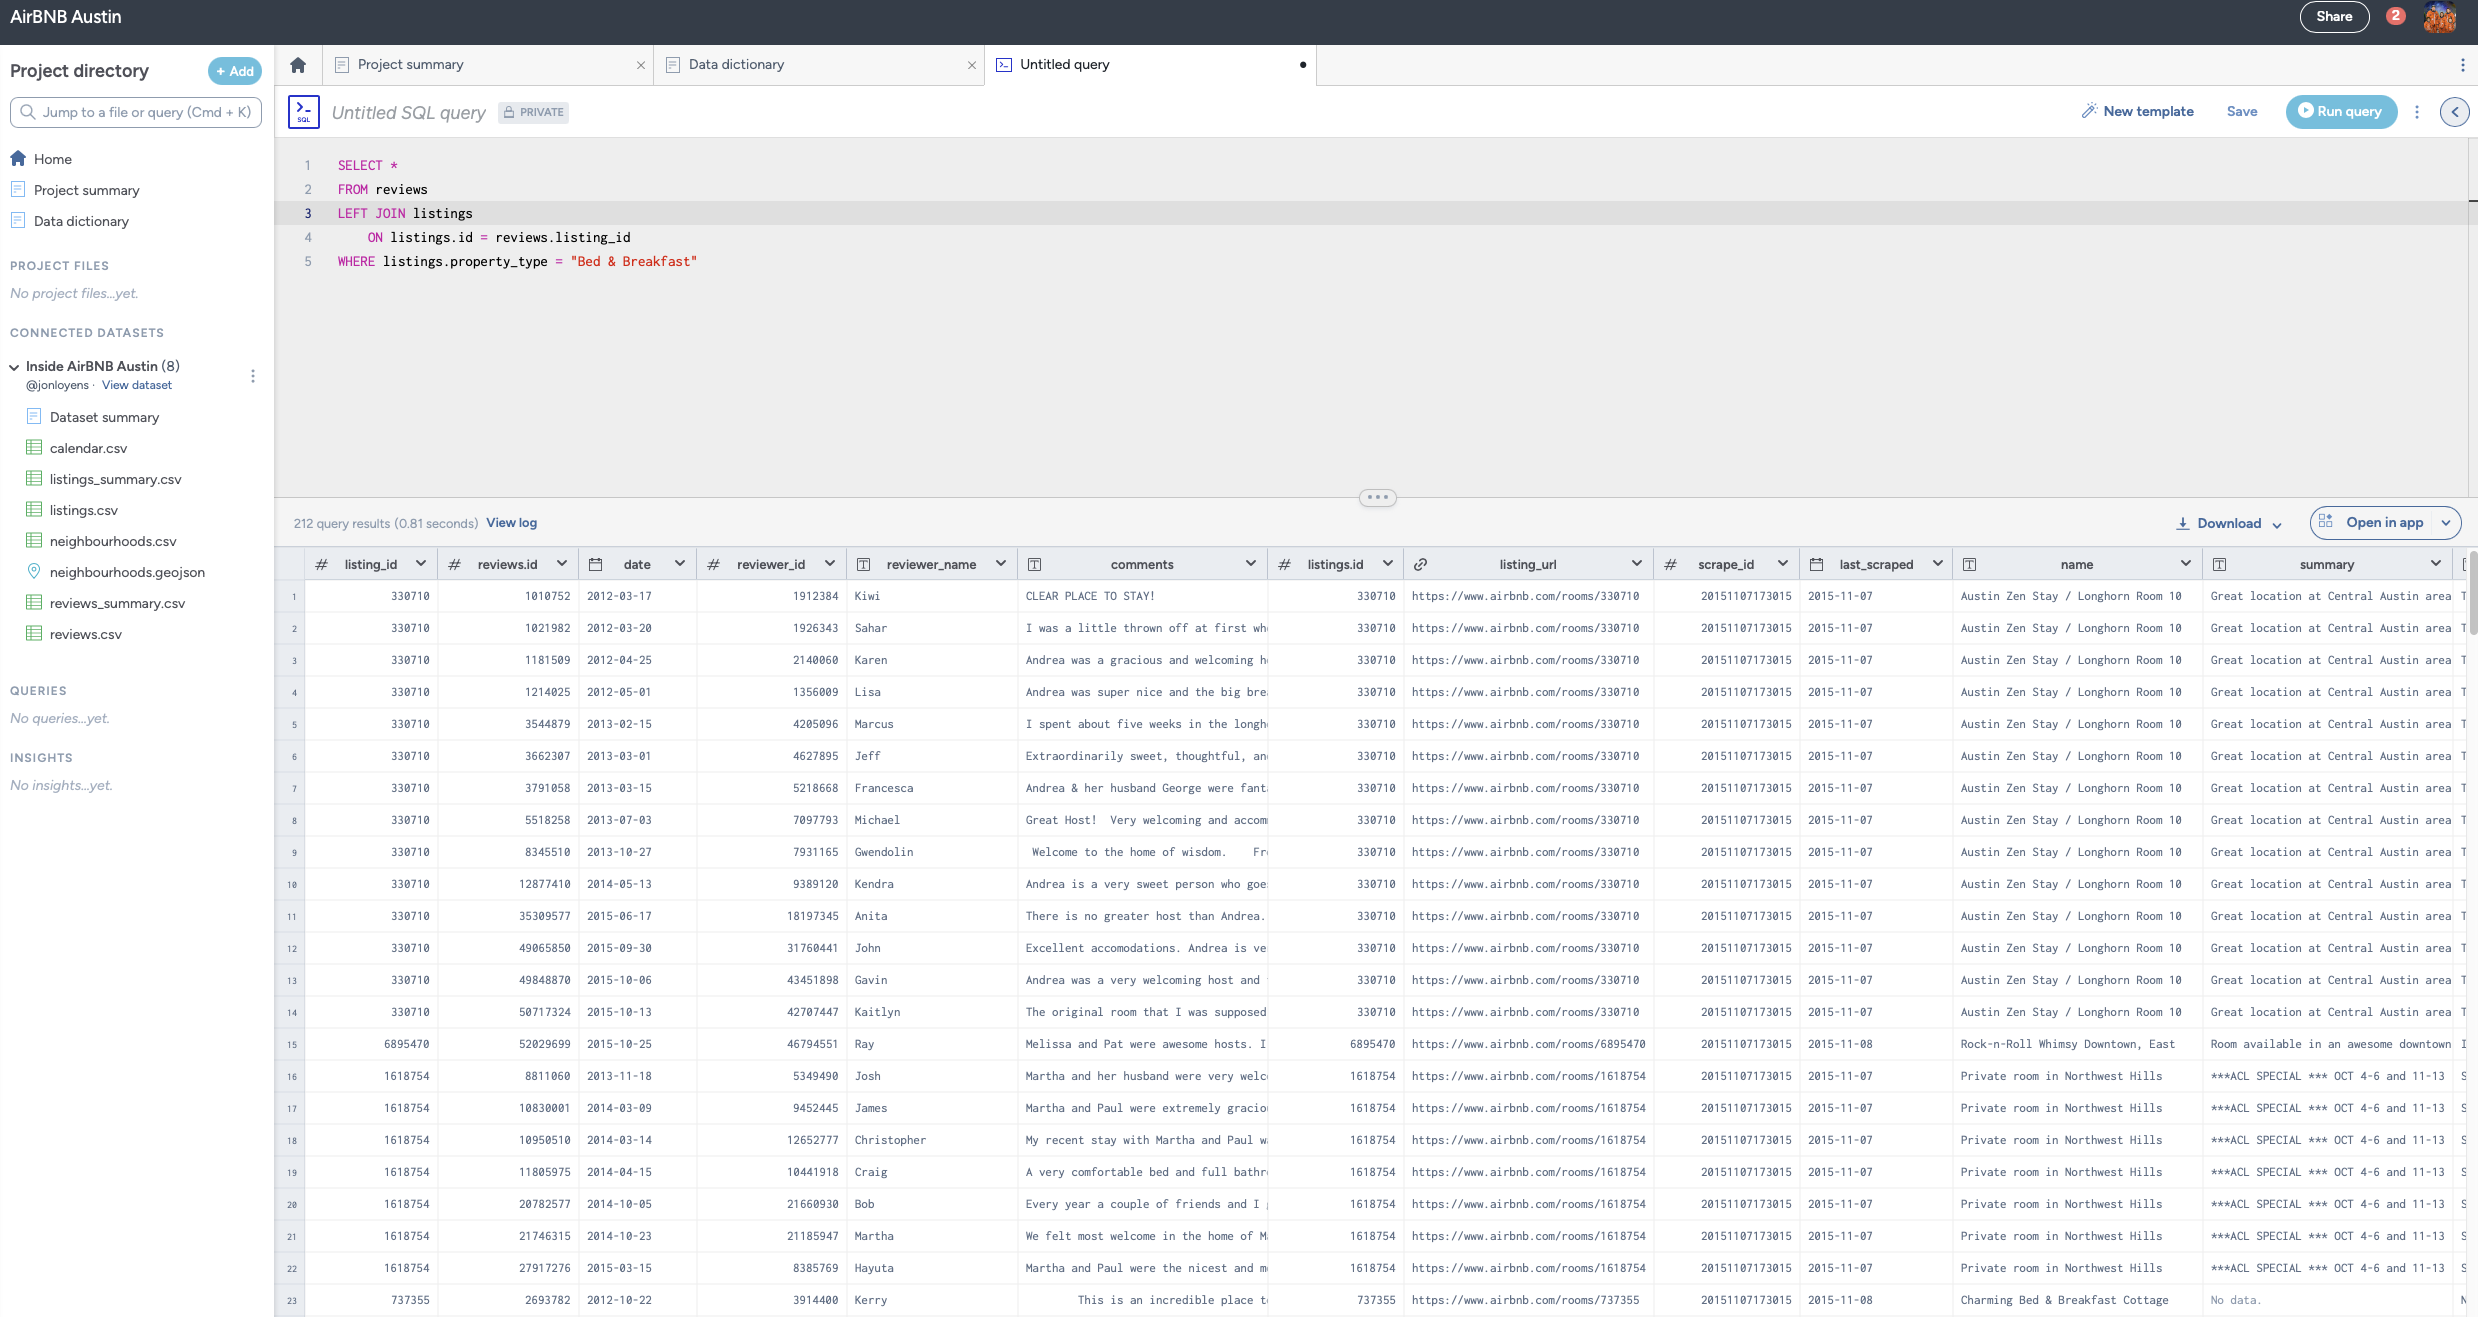 AirBNB Austin
Share
2
Project directory
+ Add
Jump to a file or query (Cmd + K)
Home
Project summary
Data dictionary
PROJECT FILES
No project files...yet.
CONNECTED DATASETS
Inside AirBNB Austin (8)
@jonloyens · View dataset
Dataset summary
calendar.csv
listings_summary.csv
listings.csv
neighbourhoods.csv
neighbourhoods.geojson
reviews_summary.csv
reviews.csv
QUERIES
No queries...yet.
INSIGHTS
No insights...yet.
Project summary
Data dictionary
Untitled query
SQL
Untitled SQL query
PRIVATE
New template
Save
Run query
1 SELECT *
2 FROM reviews
3 LEFT JOIN listings
4 ON listings.id = reviews.listing_id
5 WHERE listings.property_type = "Bed & Breakfast"
212 query results (0.81 seconds) View log
Download
Open in app
# listing_id # reviews.id date # reviewer_id T reviewer_name T comments # listings.id listing_url # scrape_id last_scraped T name T summary
1 330710 1010752 2012-03-17 1912384 Kiwi CLEAR PLACE TO STAY! 330710 https://www.airbnb.com/rooms/330710 20151107173015 2015-11-07 Austin Zen Stay / Longhorn Room 10 Great location at Central Austin area T
2 330710 1021982 2012-03-20 1926343 Sahar I was a little thrown off at first wh 330710 https://www.airbnb.com/rooms/330710 20151107173015 2015-11-07 Austin Zen Stay / Longhorn Room 10 Great location at Central Austin area T
3 330710 1181509 2012-04-25 2140060 Karen Andrea was a gracious and welcoming h 330710 https://www.airbnb.com/rooms/330710 20151107173015 2015-11-07 Austin Zen Stay / Longhorn Room 10 Great location at Central Austin area T
4 330710 1214025 2012-05-01 1356009 Lisa Andrea was super nice and the big bre 330710 https://www.airbnb.com/rooms/330710 20151107173015 2015-11-07 Austin Zen Stay / Longhorn Room 10 Great location at Central Austin area T
5 330710 3544879 2013-02-15 4205096 Marcus I spent about five weeks in the longh 330710 https://www.airbnb.com/rooms/330710 20151107173015 2015-11-07 Austin Zen Stay / Longhorn Room 10 Great location at Central Austin area T
6 330710 3662307 2013-03-01 4627895 Jeff Extraordinarily sweet, thoughtful, an 330710 https://www.airbnb.com/rooms/330710 20151107173015 2015-11-07 Austin Zen Stay / Longhorn Room 10 Great location at Central Austin area T
7 330710 3791058 2013-03-15 5218668 Francesca Andrea & her husband George were fant 330710 https://www.airbnb.com/rooms/330710 20151107173015 2015-11-07 Austin Zen Stay / Longhorn Room 10 Great location at Central Austin area T
8 330710 5518258 2013-07-03 7097793 Michael Great Host! Very welcoming and accom 330710 https://www.airbnb.com/rooms/330710 20151107173015 2015-11-07 Austin Zen Stay / Longhorn Room 10 Great location at Central Austin area T
9 330710 8345510 2013-10-27 7931165 Gwendolin Welcome to the home of wisdom. Fr 330710 https://www.airbnb.com/rooms/330710 20151107173015 2015-11-07 Austin Zen Stay / Longhorn Room 10 Great location at Central Austin area T
10 330710 12877410 2014-05-13 9389120 Kendra Andrea is a very sweet person who goe 330710 https://www.airbnb.com/rooms/330710 20151107173015 2015-11-07 Austin Zen Stay / Longhorn Room 10 Great location at Central Austin area T
11 330710 35309577 2015-06-17 18197345 Anita There is no greater host than Andrea. 330710 https://www.airbnb.com/rooms/330710 20151107173015 2015-11-07 Austin Zen Stay / Longhorn Room 10 Great location at Central Austin area T
12 330710 49065850 2015-09-30 31760441 John Excellent accomodations. Andrea is ve 330710 https://www.airbnb.com/rooms/330710 20151107173015 2015-11-07 Austin Zen Stay / Longhorn Room 10 Great location at Central Austin area T
13 330710 49848870 2015-10-06 43451898 Gavin Andrea was a very welcoming host and 330710 https://www.airbnb.com/rooms/330710 20151107173015 2015-11-07 Austin Zen Stay / Longhorn Room 10 Great location at Central Austin area T
14 330710 50717324 2015-10-13 42707447 Kaitlyn The original room that I was supposed 330710 https://www.airbnb.com/rooms/330710 20151107173015 2015-11-07 Austin Zen Stay / Longhorn Room 10 Great location at Central Austin area T
15 6895470 52029699 2015-10-25 46794551 Ray Melissa and Pat were awesome hosts. I 6895470 https://www.airbnb.com/rooms/6895470 20151107173015 2015-11-08 Rock-n-Roll Whimsy Downtown, East Room available in an awesome downtown I
16 1618754 8811060 2013-11-18 5349490 Josh Martha and her husband were very welc 1618754 https://www.airbnb.com/rooms/1618754 20151107173015 2015-11-07 Private room in Northwest Hills ***ACL SPECIAL *** OCT 4-6 and 11-13 S
17 1618754 10830001 2014-03-09 9452445 James Martha and Paul were extremely gracio 1618754 https://www.airbnb.com/rooms/1618754 20151107173015 2015-11-07 Private room in Northwest Hills ***ACL SPECIAL *** OCT 4-6 and 11-13 S
18 1618754 10950510 2014-03-14 12652777 Christopher My recent stay with Martha and Paul w 1618754 https://www.airbnb.com/rooms/1618754 20151107173015 2015-11-07 Private room in Northwest Hills ***ACL SPECIAL *** OCT 4-6 and 11-13 S
19 1618754 11805975 2014-04-15 10441918 Craig A very comfortable bed and full bathr 1618754 https://www.airbnb.com/rooms/1618754 20151107173015 2015-11-07 Private room in Northwest Hills ***ACL SPECIAL *** OCT 4-6 and 11-13 S
20 1618754 20782577 2014-10-05 21660930 Bob Every year a couple of friends and I 1618754 https://www.airbnb.com/rooms/1618754 20151107173015 2015-11-07 Private room in Northwest Hills ***ACL SPECIAL *** OCT 4-6 and 11-13 S
21 1618754 21746315 2014-10-23 21185947 Martha We felt most welcome in the home of M 1618754 https://www.airbnb.com/rooms/1618754 20151107173015 2015-11-07 Private room in Northwest Hills ***ACL SPECIAL *** OCT 4-6 and 11-13 S
22 1618754 27917276 2015-03-15 8385769 Hayuta Martha and Paul were the nicest and m 1618754 https://www.airbnb.com/rooms/1618754 20151107173015 2015-11-07 Private room in Northwest Hills ***ACL SPECIAL *** OCT 4-6 and 11-13 S
23 737355 2693782 2012-10-22 3914400 Kerry This is an incredible place t 737355 https://www.airbnb.com/rooms/737355 20151107173015 2015-11-08 Charming Bed & Breakfast Cottage No data. N